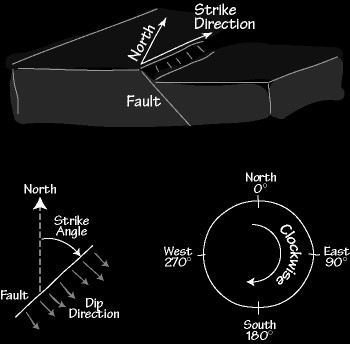 Strike
Direction
North
Fault
North
Strike
Angle
Fault
Dip
Direction
North
0°
Clockwise
West
270°
East
90°
South
180°